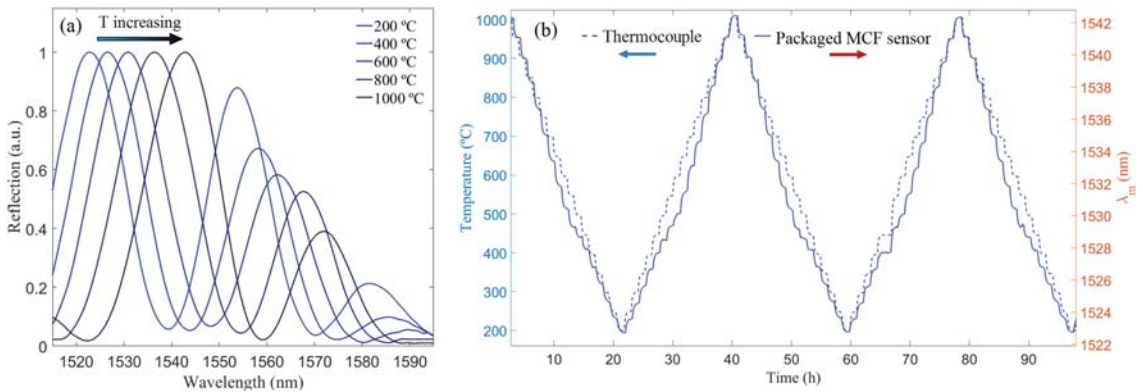 (a)
T increasing
200 ºC
400 ºC
600 ºC
800 ºC
1000 ºC
1
0.8
0.6
0.4
0.2
0
Reflection (a.u.)
1520 1530 1540 1550 1560 1570 1580 1590
Wavelength (nm)
(b)
Thermocouple
Packaged MCF sensor
1000
900
800
700
600
500
400
300
200
Temperature (ºC)
10 20 30 40 50 60 70 80 90
Time (h)
1542
1540
1538
1536
1534
1532
1530
1528
1526
1524
1522
λm (nm)